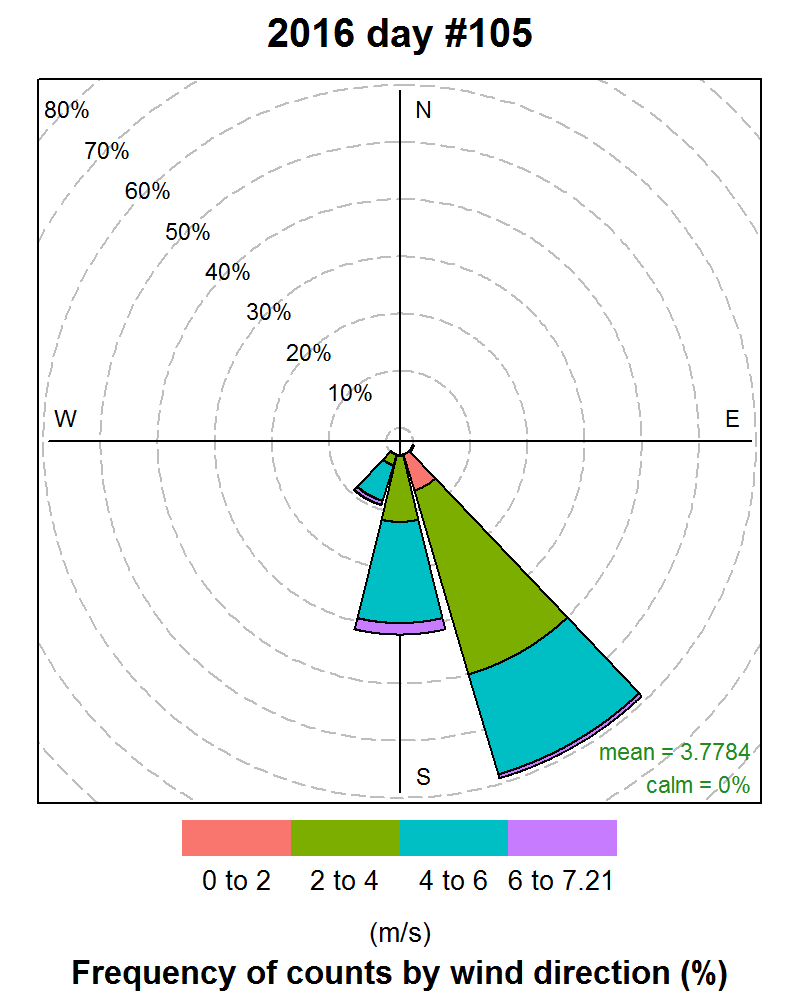 2016 day #105
80%
N
70%
60%
50%
40%
30%
20%
10%
W
E
S
mean = 3.7784
calm = 0%
0 to 2 2 to 4 4 to 6 6 to 7.21
(m/s)
Frequency of counts by wind direction (%)